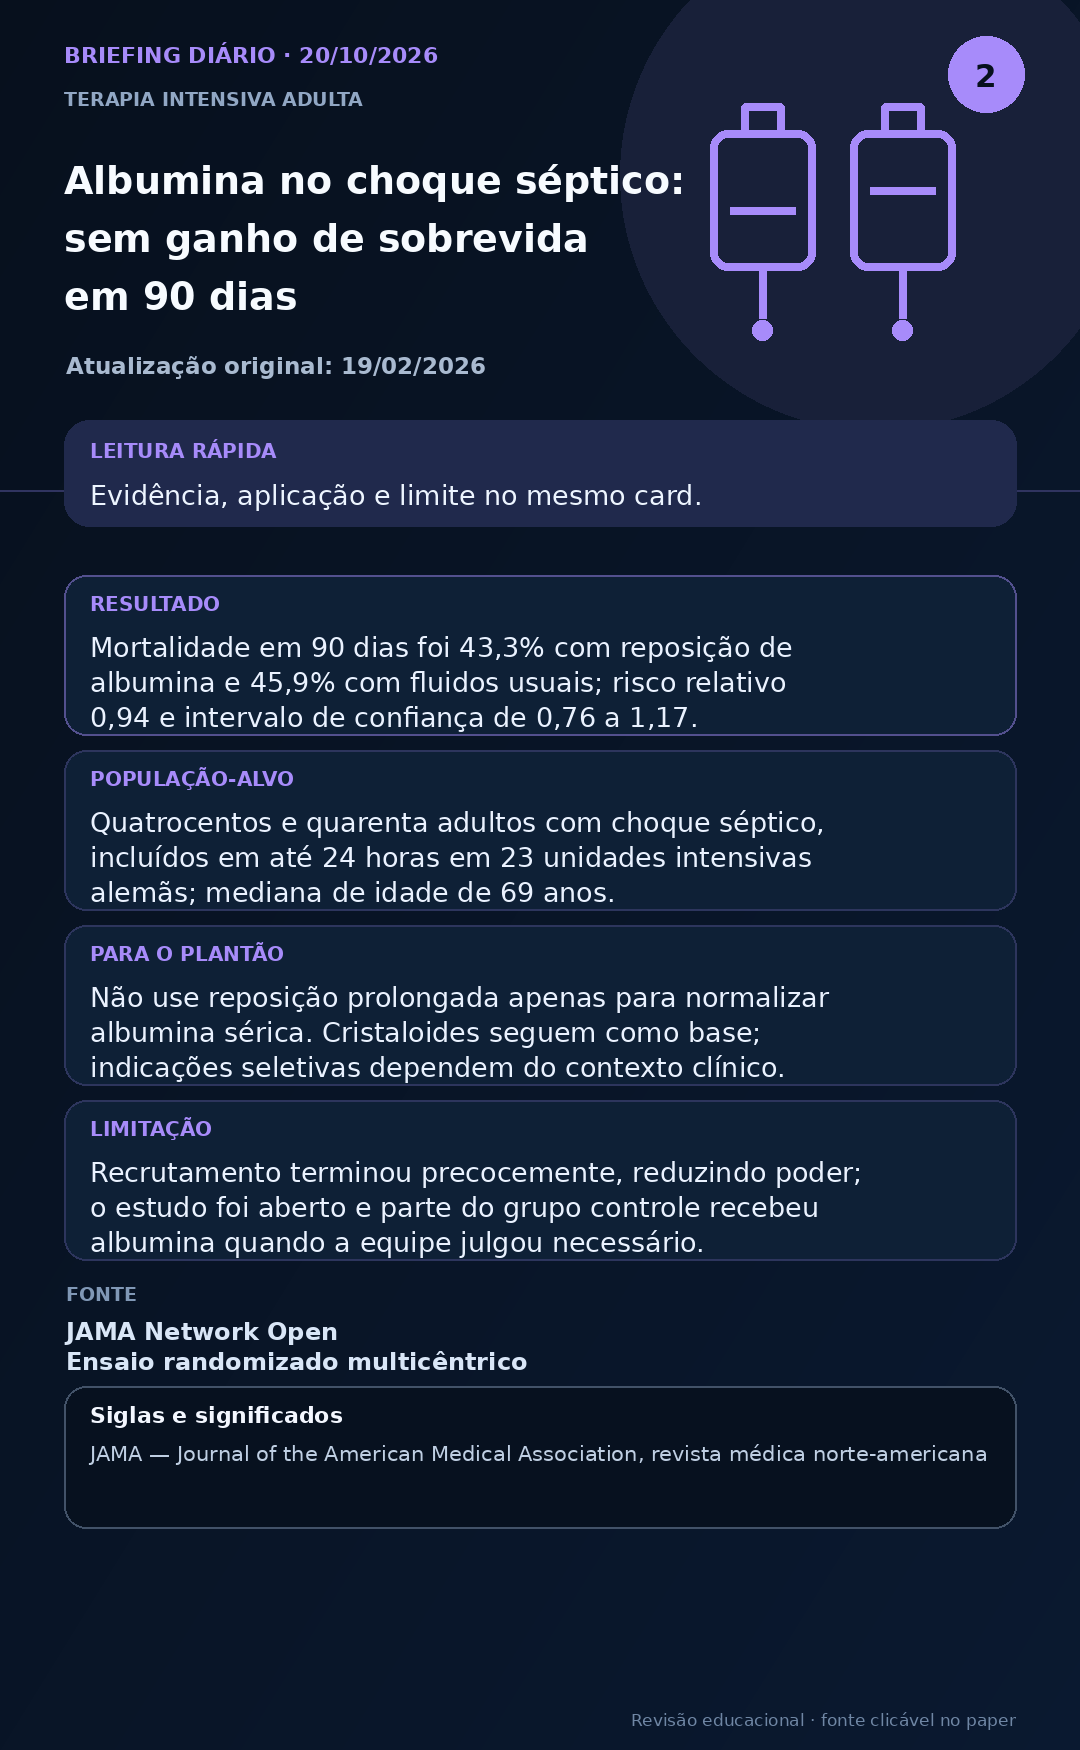 BRIEFING DIÁRIO · 20/10/2026
2
TERAPIA INTENSIVA ADULTA
Albumina no choque séptico:
sem ganho de sobrevida
em 90 dias
Atualização original: 19/02/2026
LEITURA RÁPIDA
Evidência, aplicação e limite no mesmo card.
RESULTADO
Mortalidade em 90 dias foi 43,3% com reposição de
albumina e 45,9% com fluidos usuais; risco relativo
0,94 e intervalo de confiança de 0,76 a 1,17.
POPULAÇÃO-ALVO
Quatrocentos e quarenta adultos com choque séptico,
incluídos em até 24 horas em 23 unidades intensivas
alemãs; mediana de idade de 69 anos.
PARA O PLANTÃO
Não use reposição prolongada apenas para normalizar
albumina sérica. Cristaloides seguem como base;
indicações seletivas dependem do contexto clínico.
LIMITAÇÃO
Recrutamento terminou precocemente, reduzindo poder;
o estudo foi aberto e parte do grupo controle recebeu
albumina quando a equipe julgou necessário.
FONTE
JAMA Network Open
Ensaio randomizado multicêntrico
Siglas e significados
JAMA — Journal of the American Medical Association, revista médica norte-americana
Revisão educacional · fonte clicável no paper